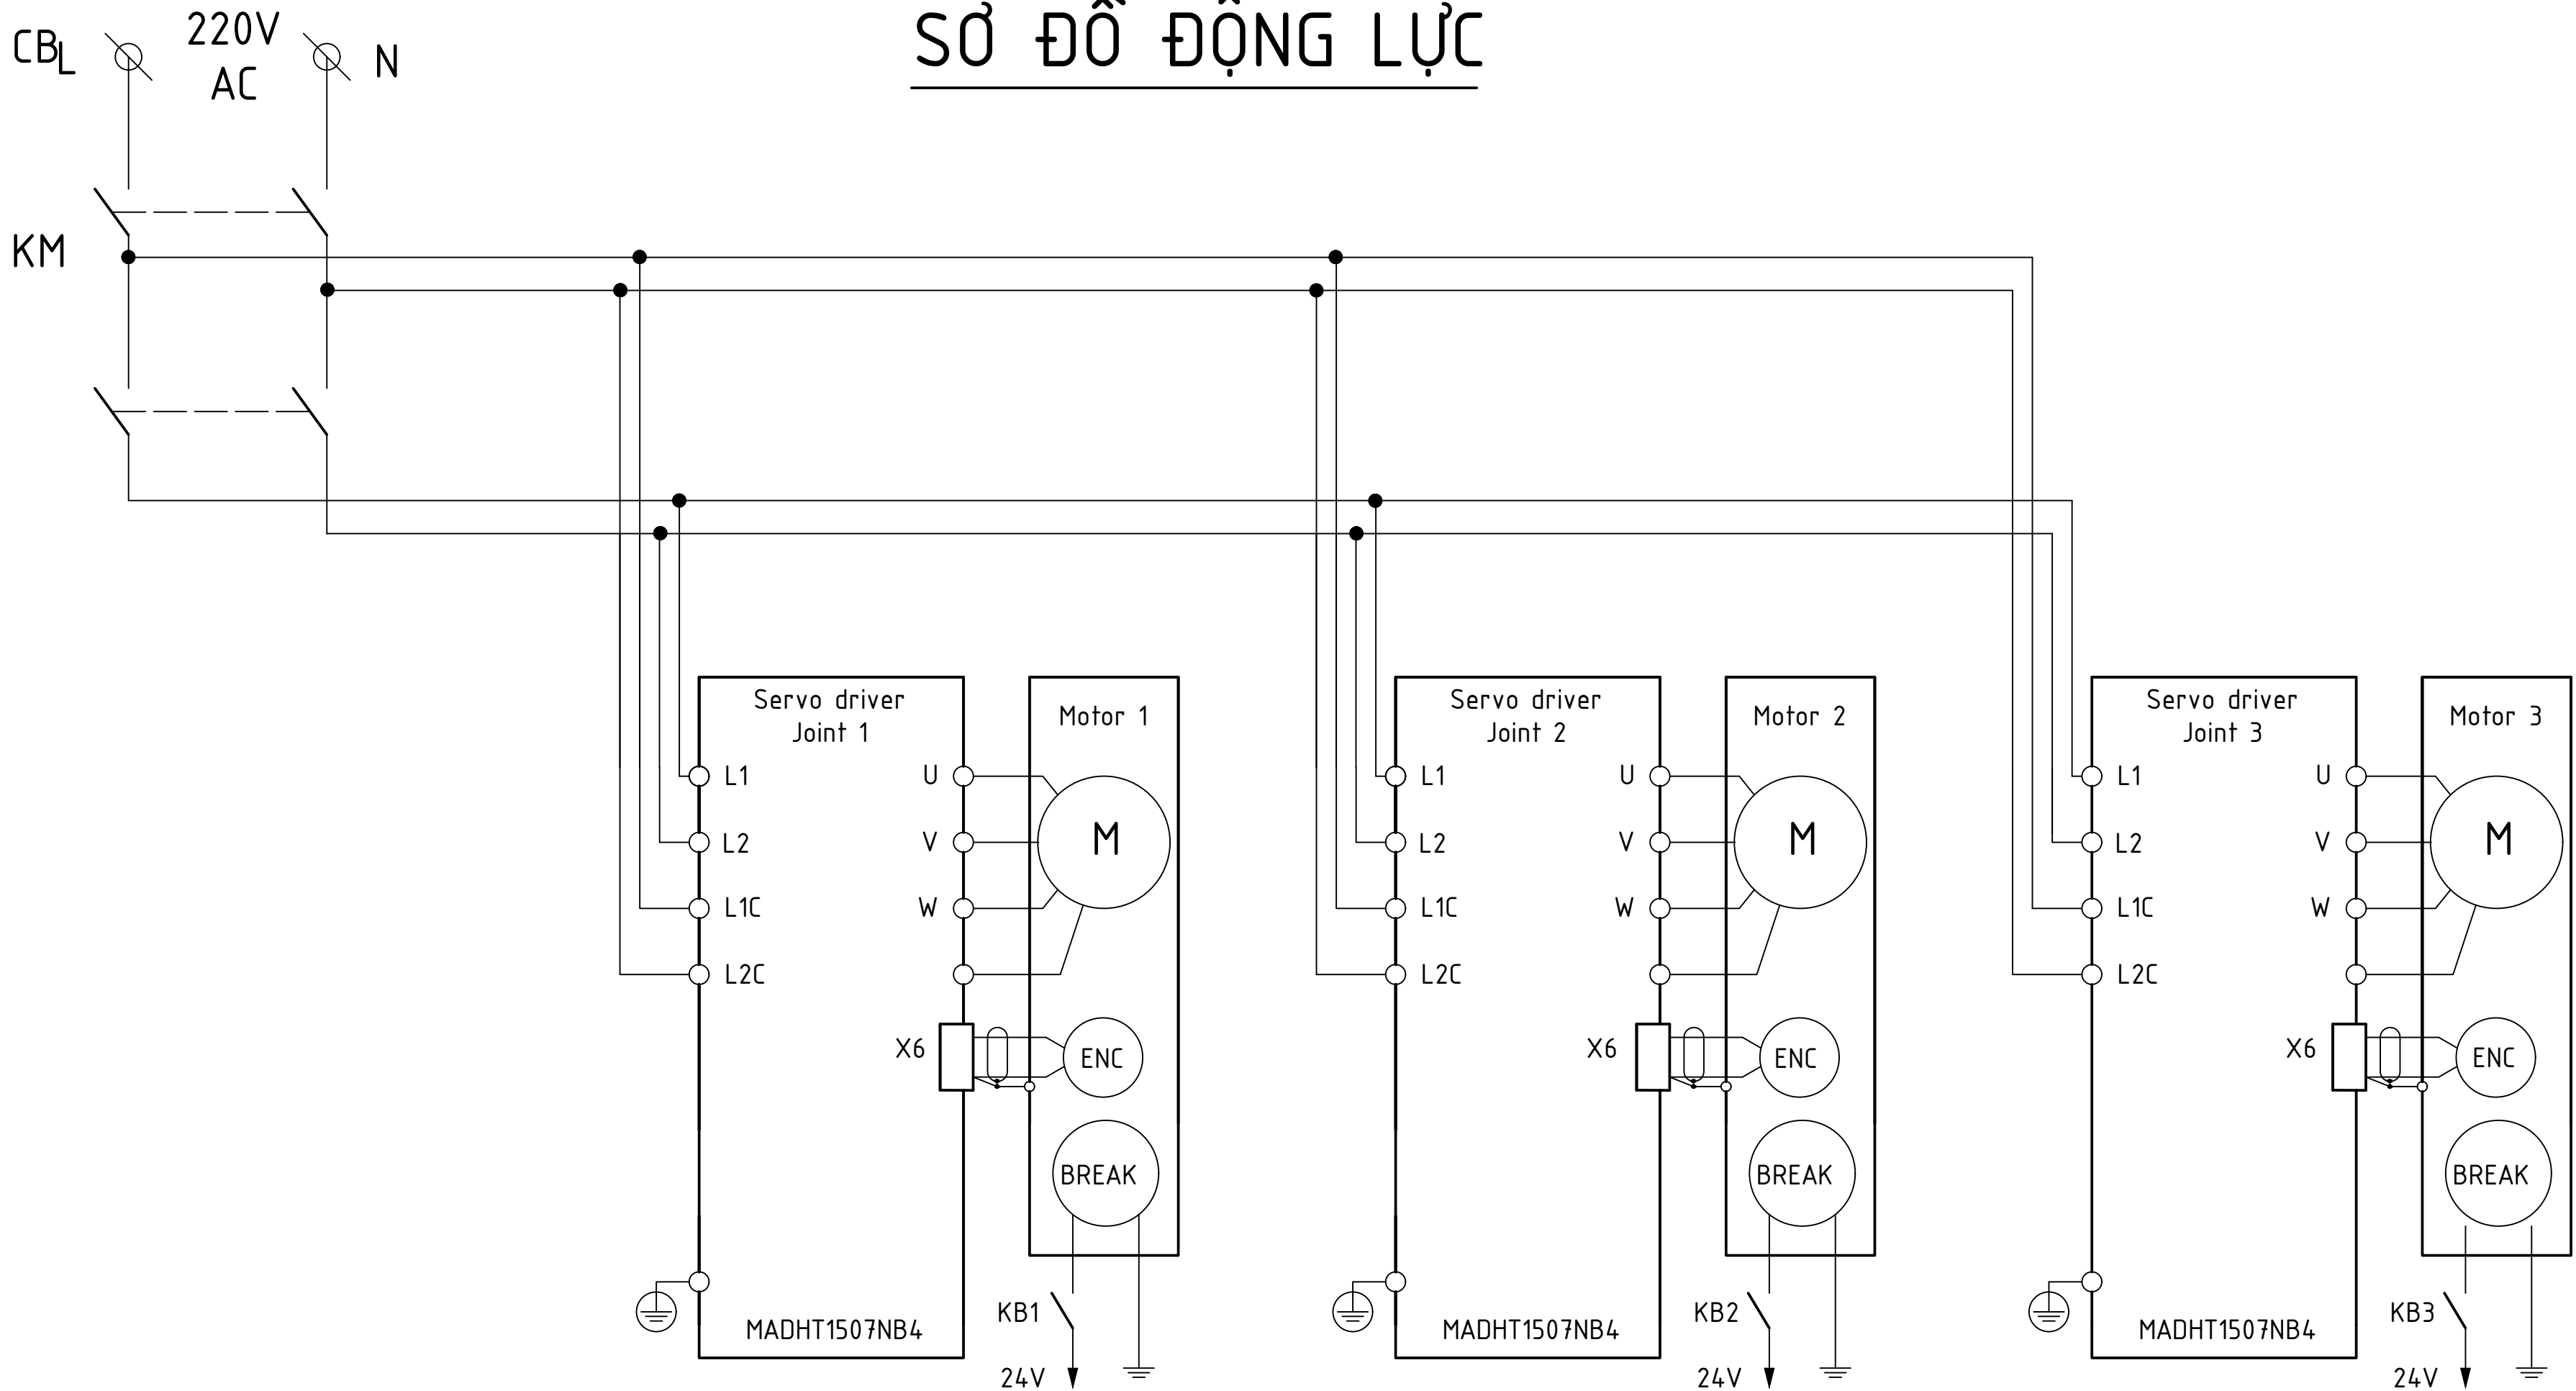 SƠ ĐỒ ĐỘNG LỰC
CB
L
220V
AC
N
KM
Servo driver
Joint 1
L1
L2
L1C
L2C
U
V
W
X6
MADHT1507NB4
Motor 1
M
ENC
BREAK
KB1
24V
Servo driver
Joint 2
L1
L2
L1C
L2C
U
V
W
X6
MADHT1507NB4
Motor 2
M
ENC
BREAK
KB2
24V
Servo driver
Joint 3
L1
L2
L1C
L2C
U
V
W
X6
MADHT1507NB4
Motor 3
M
ENC
BREAK
KB3
24V